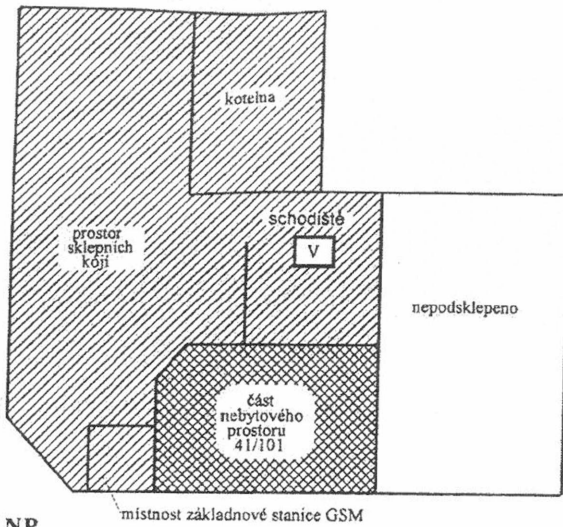 kotelna
schodiště
V
prostor
sklepních
kójí
nepodsklepeno
část
nebytového
prostoru
41/101
místnost základnové stanice GSM
NP